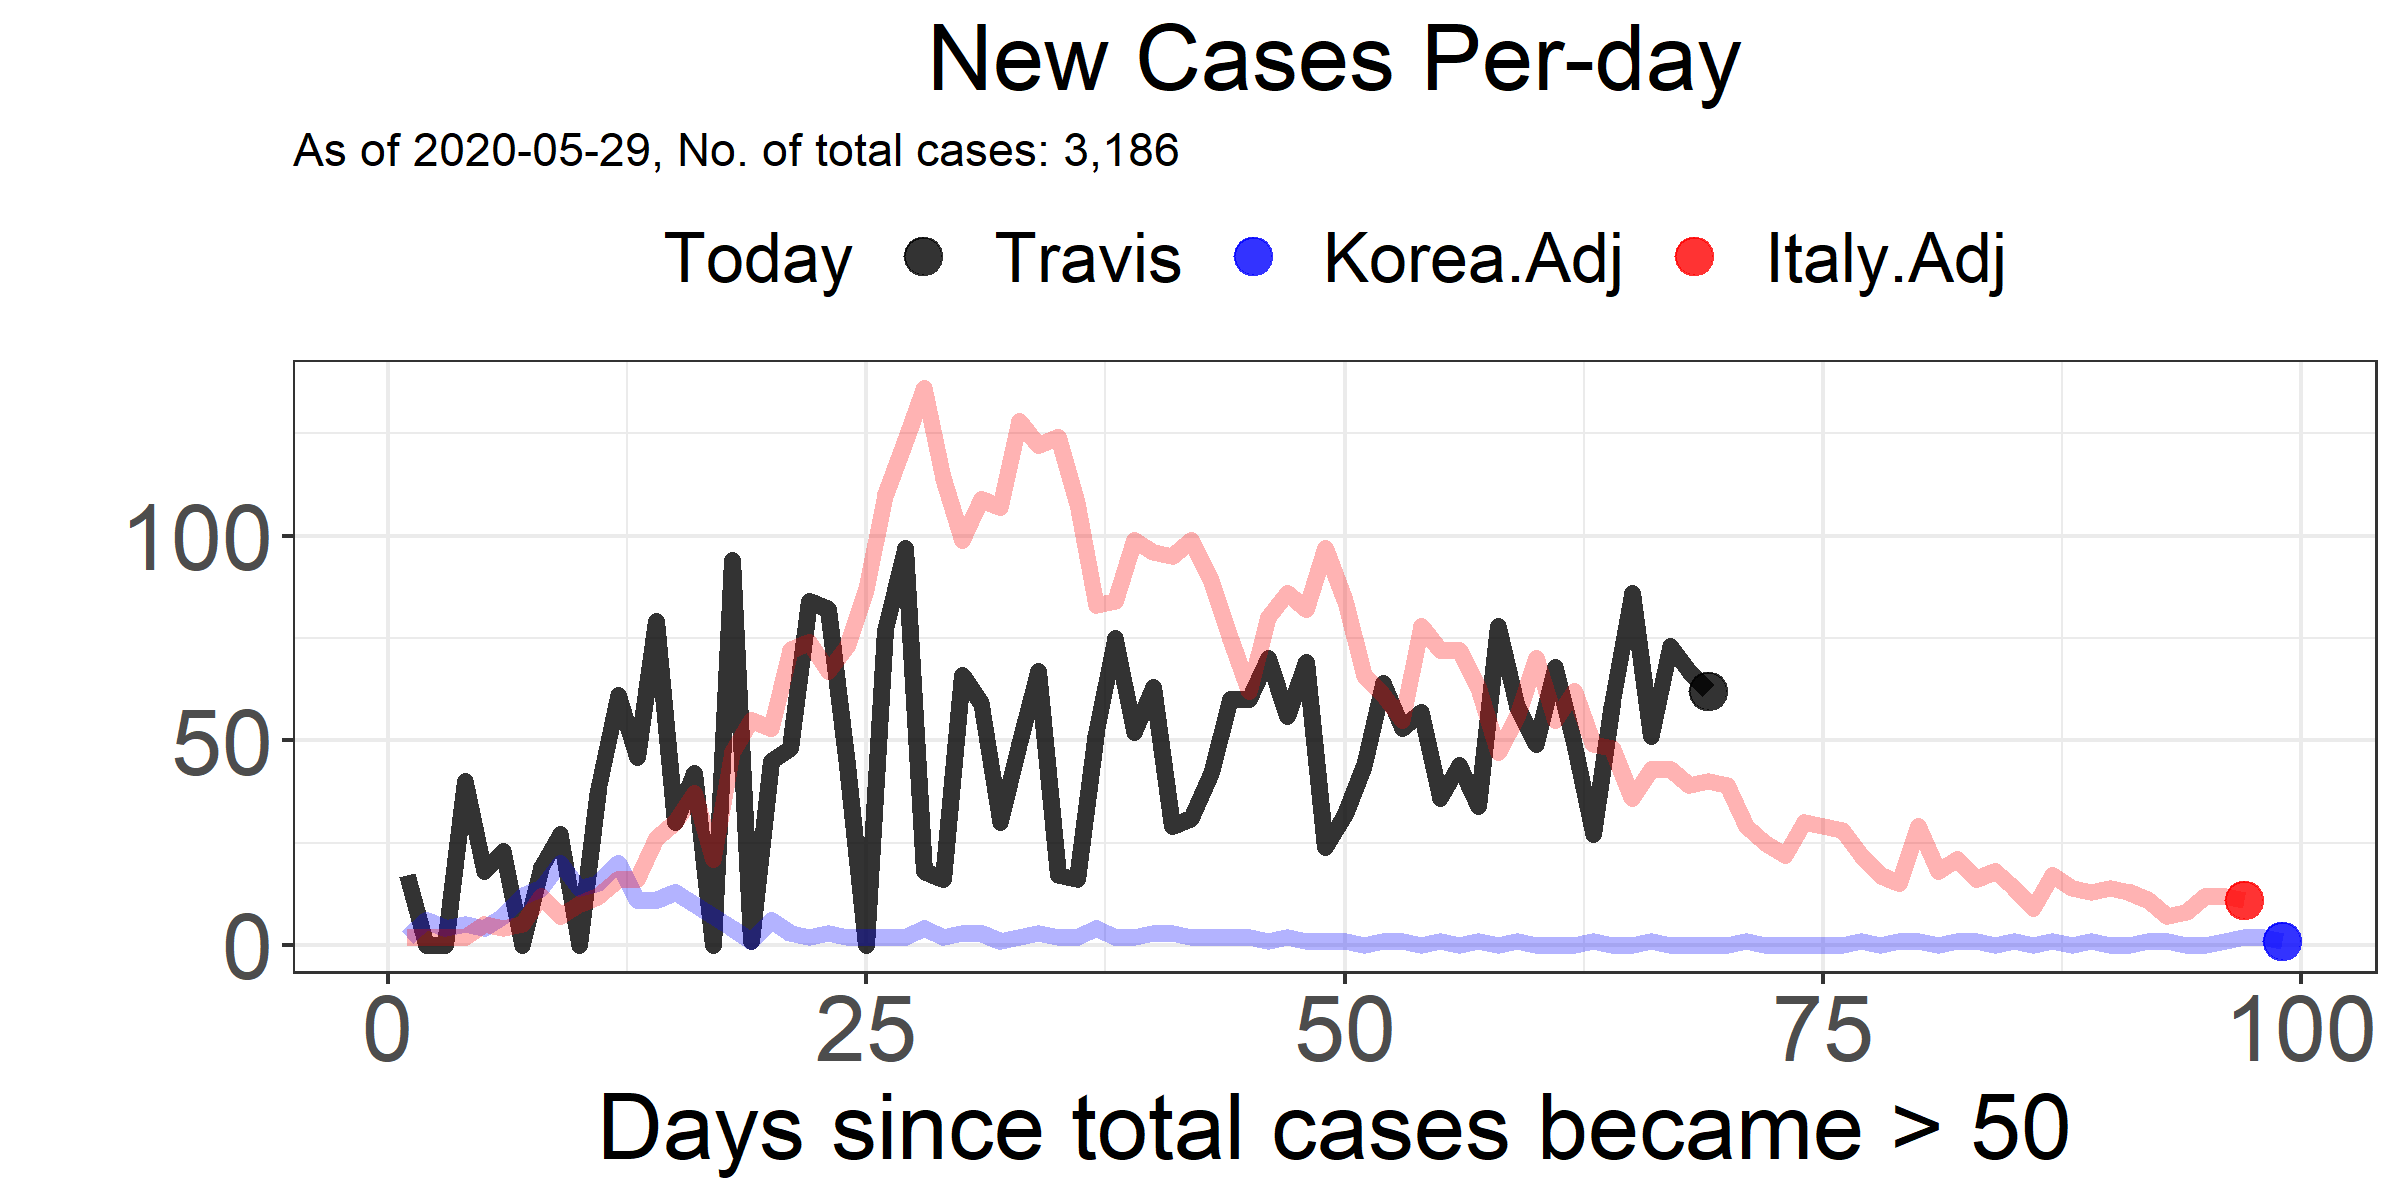 New Cases Per-day
As of 2020-05-29, No. of total cases: 3,186
Today Travis Korea.Adj Italy.Adj
100
50
0
0 25 50 75 100
Days since total cases became > 50